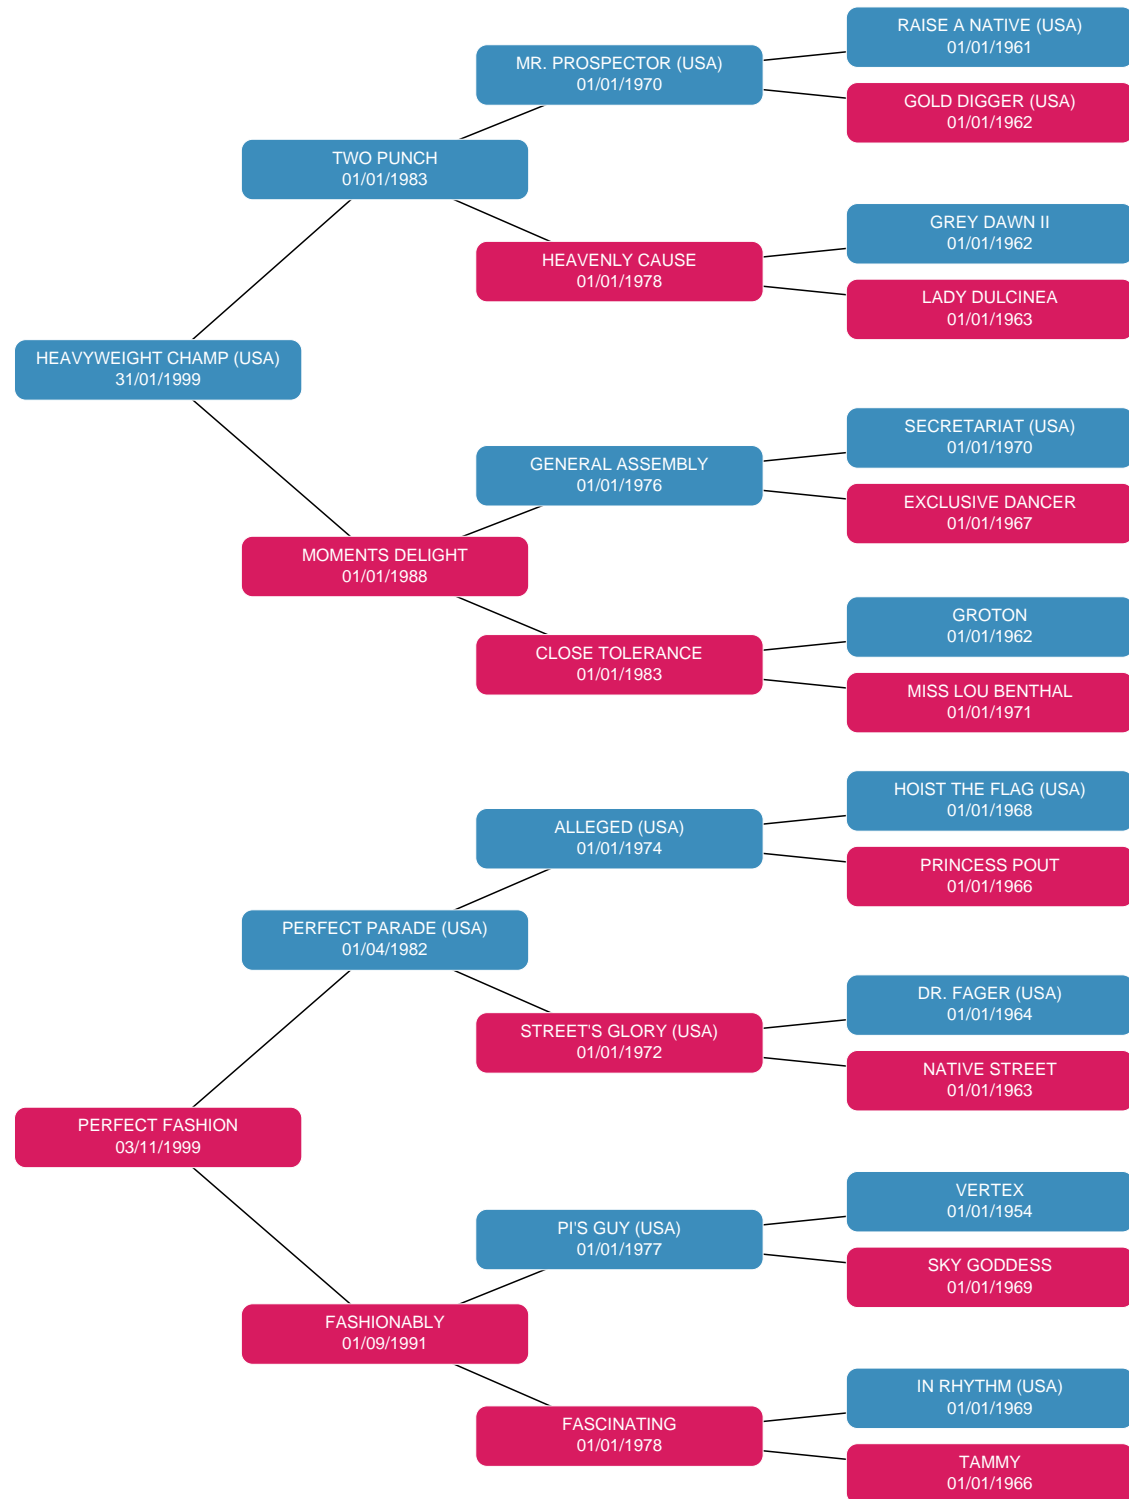 RAISE A NATIVE (USA)
01/01/1961
MR. PROSPECTOR (USA)
01/01/1970
GOLD DIGGER (USA)
01/01/1962
TWO PUNCH
01/01/1983
GREY DAWN II
01/01/1962
HEAVENLY CAUSE
01/01/1978
LADY DULCINEA
01/01/1963
HEAVYWEIGHT CHAMP (USA)
31/01/1999
SECRETARIAT (USA)
01/01/1970
GENERAL ASSEMBLY
01/01/1976
EXCLUSIVE DANCER
01/01/1967
MOMENTS DELIGHT
01/01/1988
GROTON
01/01/1962
CLOSE TOLERANCE
01/01/1983
MISS LOU BENTHAL
01/01/1971
HOIST THE FLAG (USA)
01/01/1968
ALLEGED (USA)
01/01/1974
PRINCESS POUT
01/01/1966
PERFECT PARADE (USA)
01/04/1982
DR. FAGER (USA)
01/01/1964
STREET'S GLORY (USA)
01/01/1972
NATIVE STREET
01/01/1963
PERFECT FASHION
03/11/1999
VERTEX
01/01/1954
PI'S GUY (USA)
01/01/1977
SKY GODDESS
01/01/1969
FASHIONABLY
01/09/1991
IN RHYTHM (USA)
01/01/1969
FASCINATING
01/01/1978
TAMMY
01/01/1966